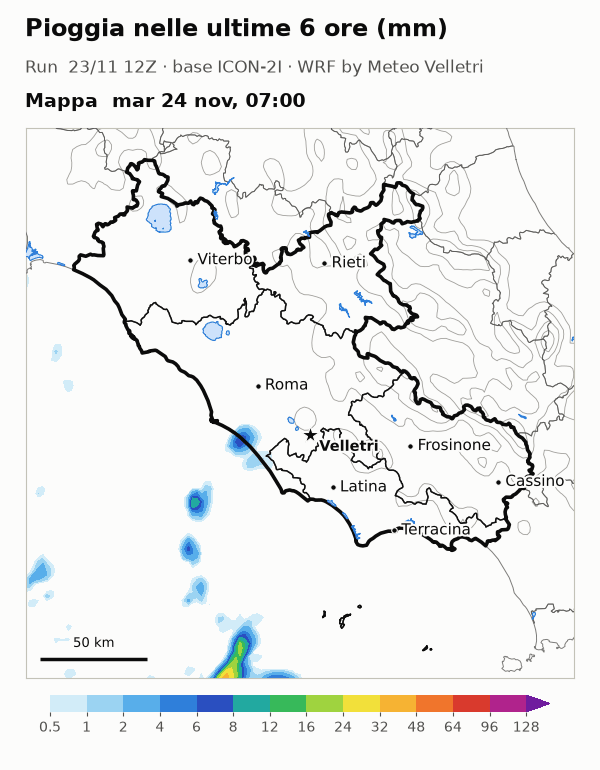 Pioggia nelle ultime 6 ore (mm)
Run  23/11 12Z · base ICON-2I · WRF by Meteo Velletri
Mappa  mar 24 nov, 07:00
Viterbo
Rieti
Roma
Velletri
Frosinone
Latina
Cassino
Terracina
50 km
0.5 1 2 4 6 8 12 16 24 32 48 64 96 128